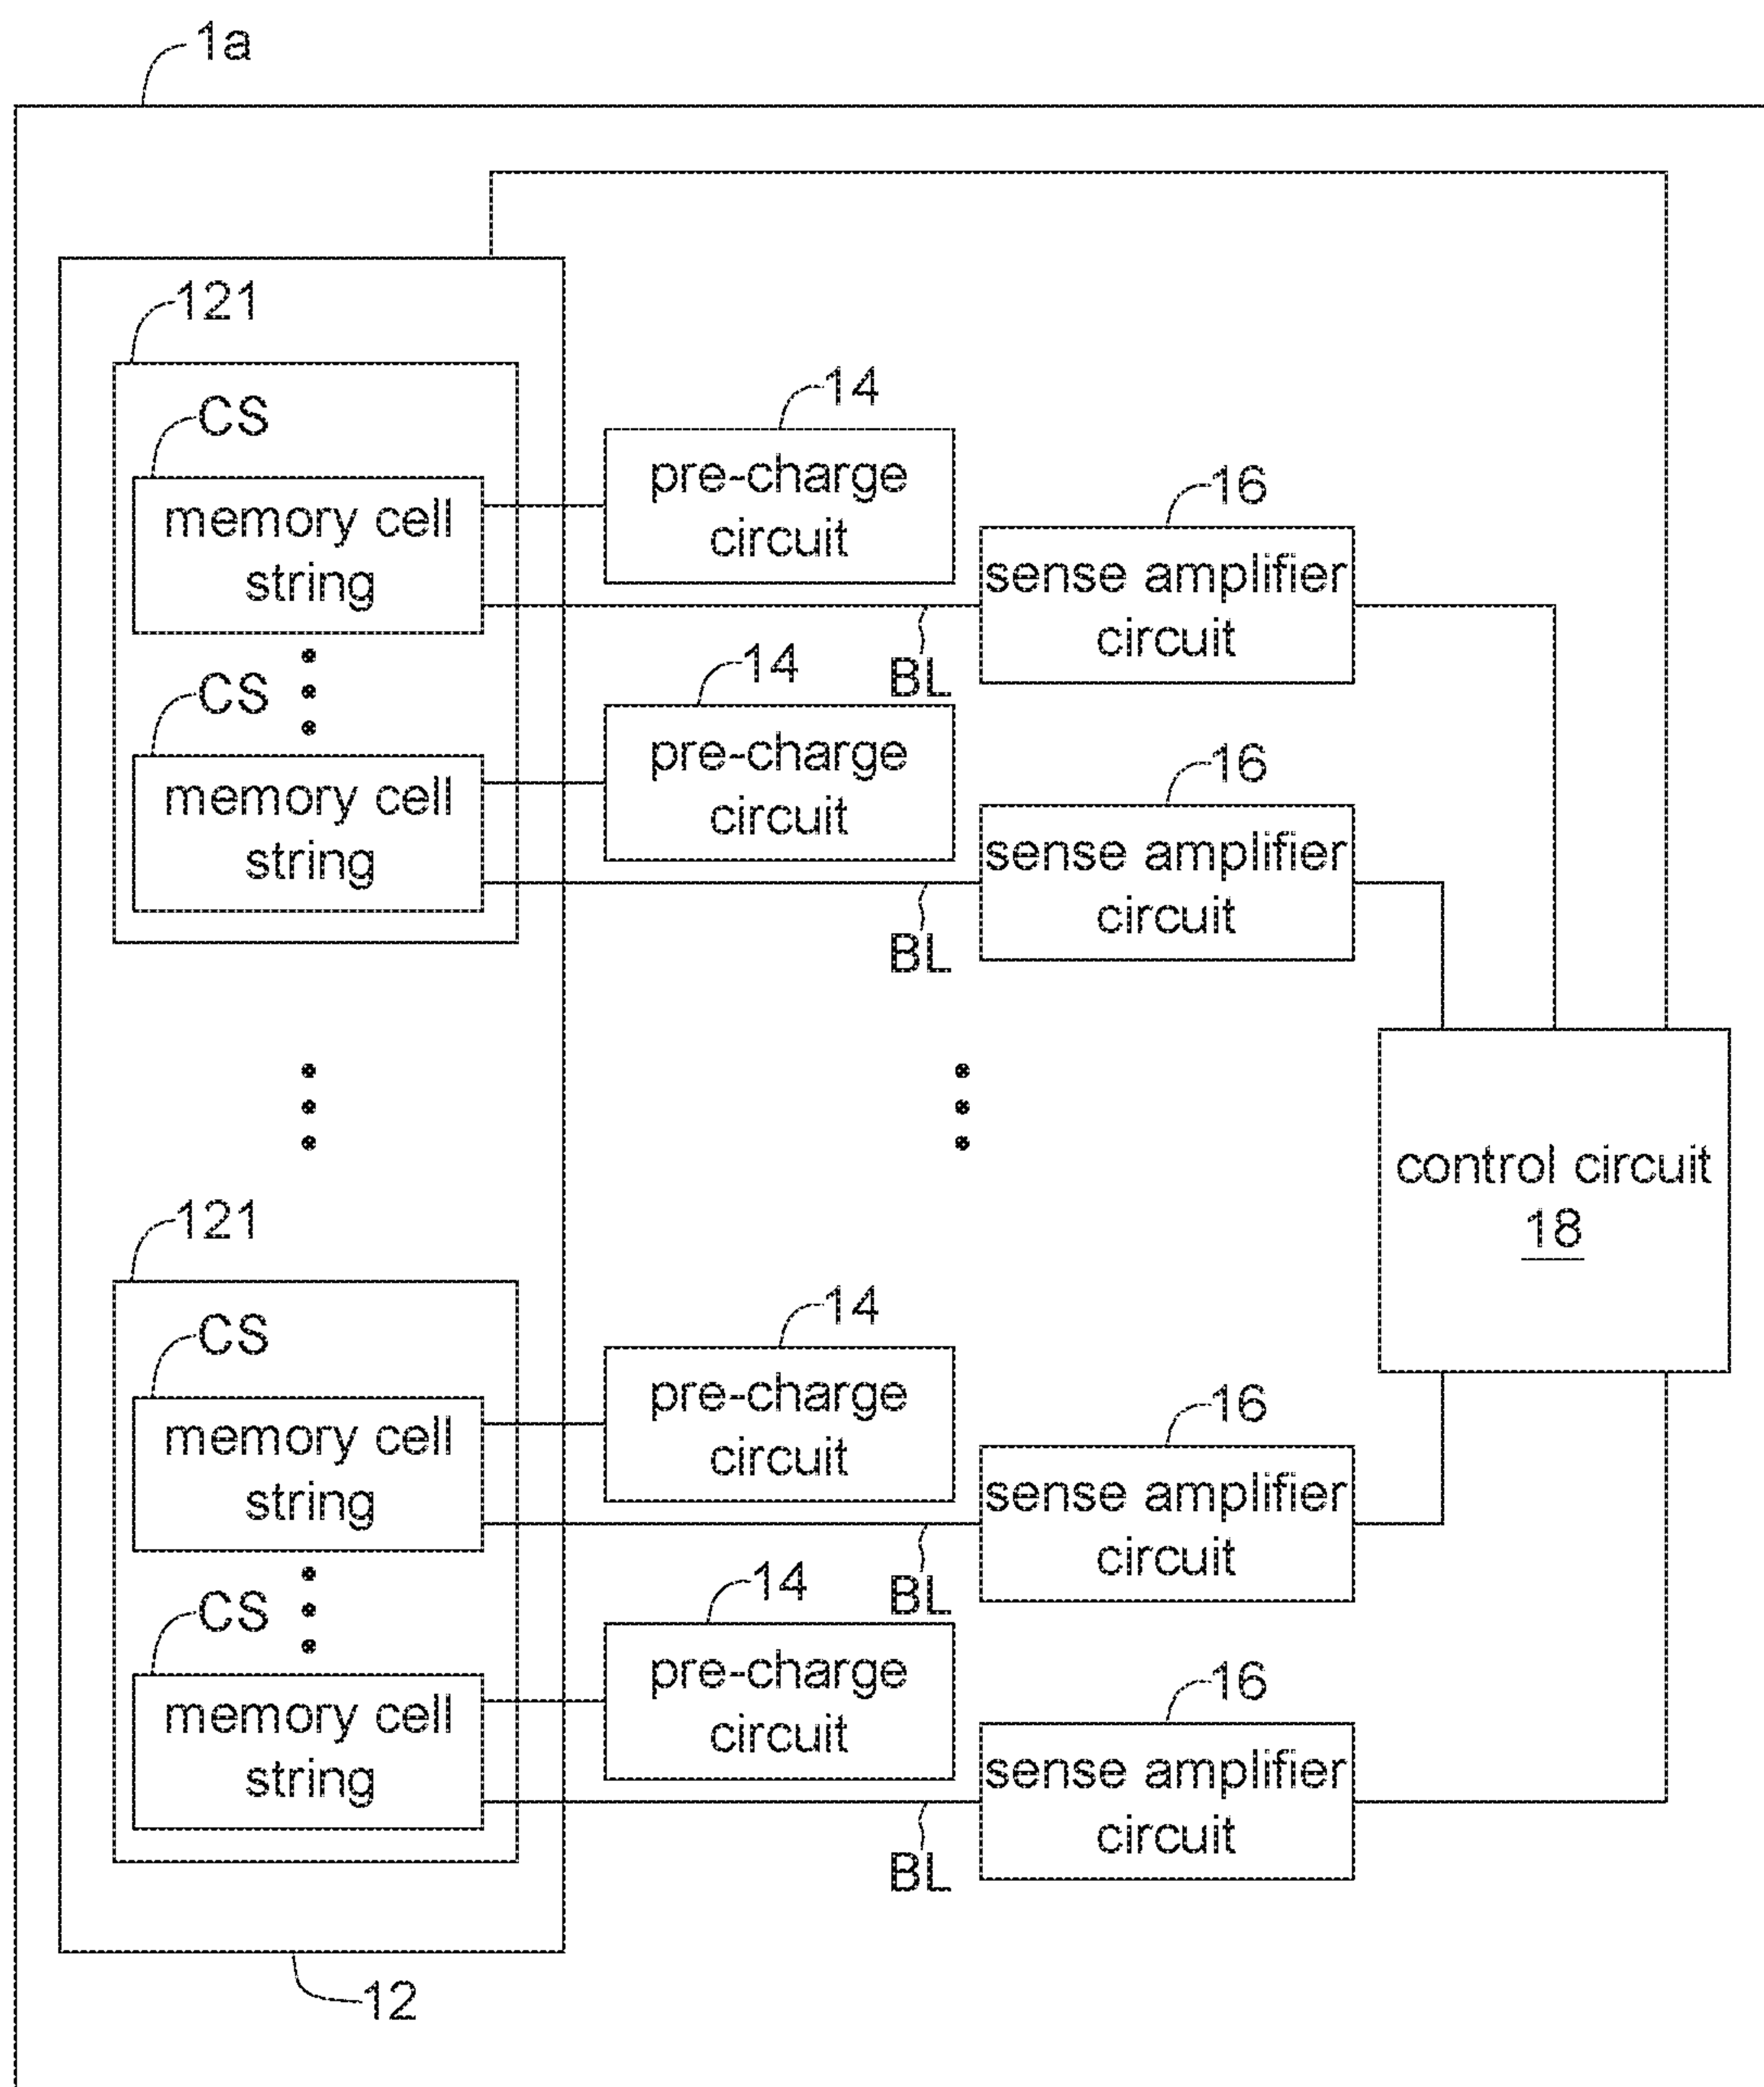 1a
121
CS
14
memory cell
string
pre-charge
circuit
16
sense amplifier
circuit
BL
CS
14
memory cell
string
pre-charge
circuit
16
sense amplifier
circuit
BL
control circuit
18
121
CS
14
memory cell
string
pre-charge
circuit
16
sense amplifier
circuit
BL
CS
14
memory cell
string
pre-charge
circuit
16
sense amplifier
circuit
BL
12